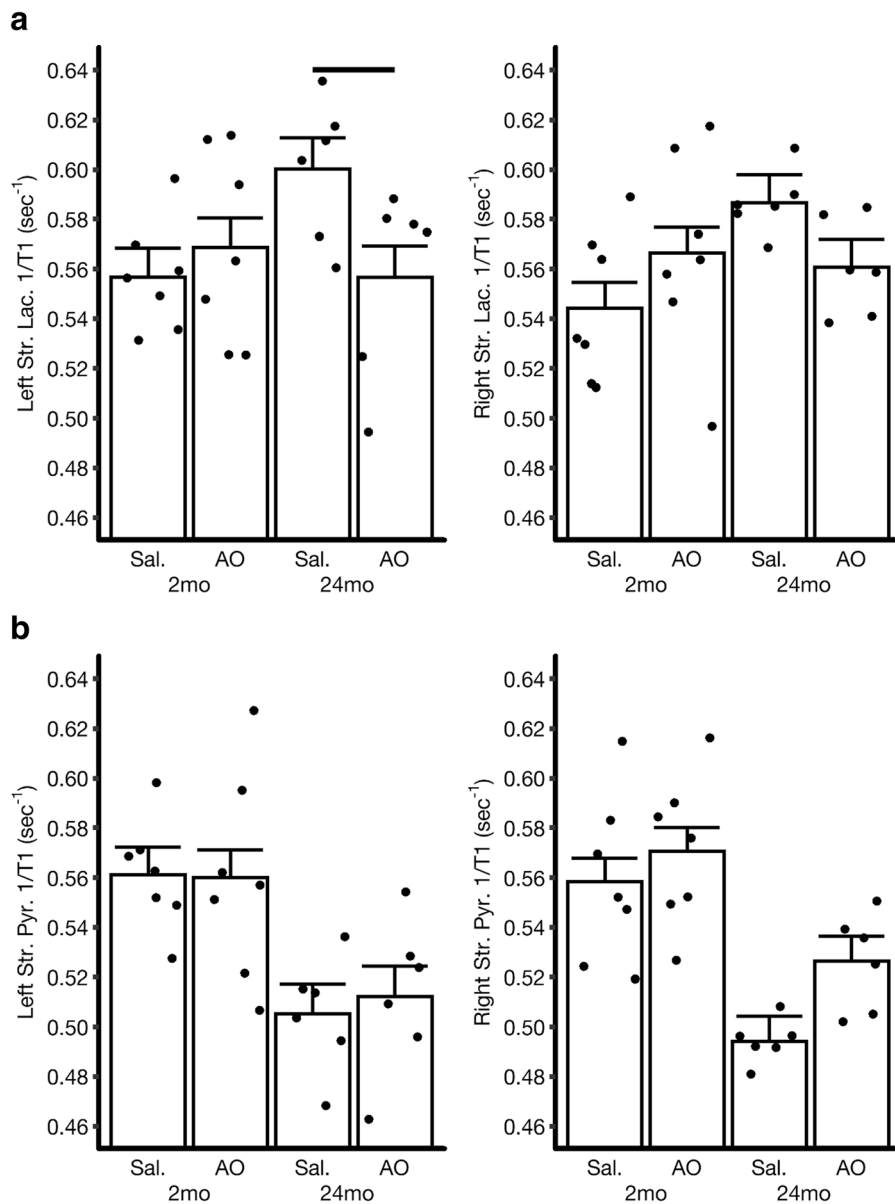 a
Left Str. Lac. 1/T1 (sec⁻¹)
0.64
0.62
0.60
0.58
0.56
0.54
0.52
0.50
0.48
0.46
Sal. AO Sal. AO
2mo 24mo
Right Str. Lac. 1/T1 (sec⁻¹)
0.64
0.62
0.60
0.58
0.56
0.54
0.52
0.50
0.48
0.46
Sal. AO Sal. AO
2mo 24mo
b
Left Str. Pyr. 1/T1 (sec⁻¹)
0.64
0.62
0.60
0.58
0.56
0.54
0.52
0.50
0.48
0.46
Sal. AO Sal. AO
2mo 24mo
Right Str. Pyr. 1/T1 (sec⁻¹)
0.64
0.62
0.60
0.58
0.56
0.54
0.52
0.50
0.48
0.46
Sal. AO Sal. AO
2mo 24mo